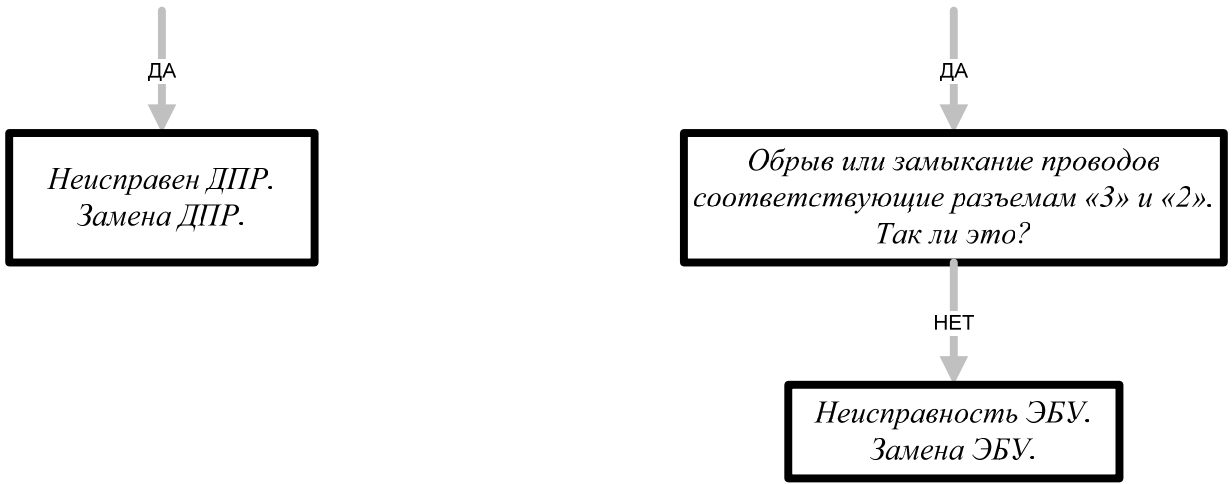 ДА
Неисправен ДПР.
Замена ДПР.
ДА
Обрыв или замыкание проводов
соответствующие разъемам «3» и «2».
Так ли это?
НЕТ
Неисправность ЭБУ.
Замена ЭБУ.